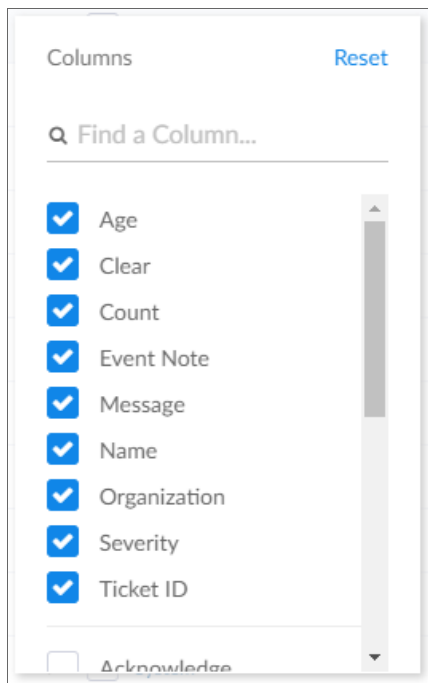 Columns Reset
Find a Column...
Age
Clear
Count
Event Note
Message
Name
Organization
Severity
Ticket ID
Acknowledge